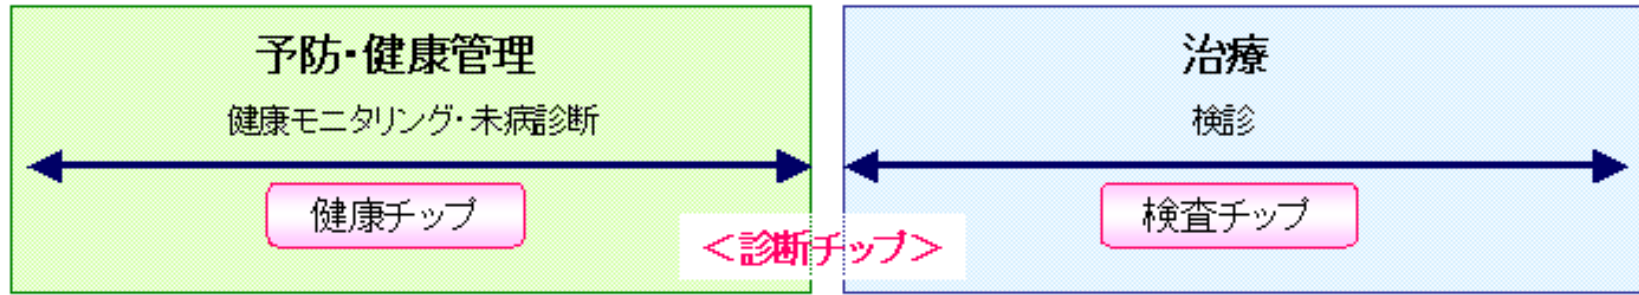 予防・健康管理
健康モニタリング・未病診断
健康チップ
治療
検診
検査チップ
＜診断チップ＞